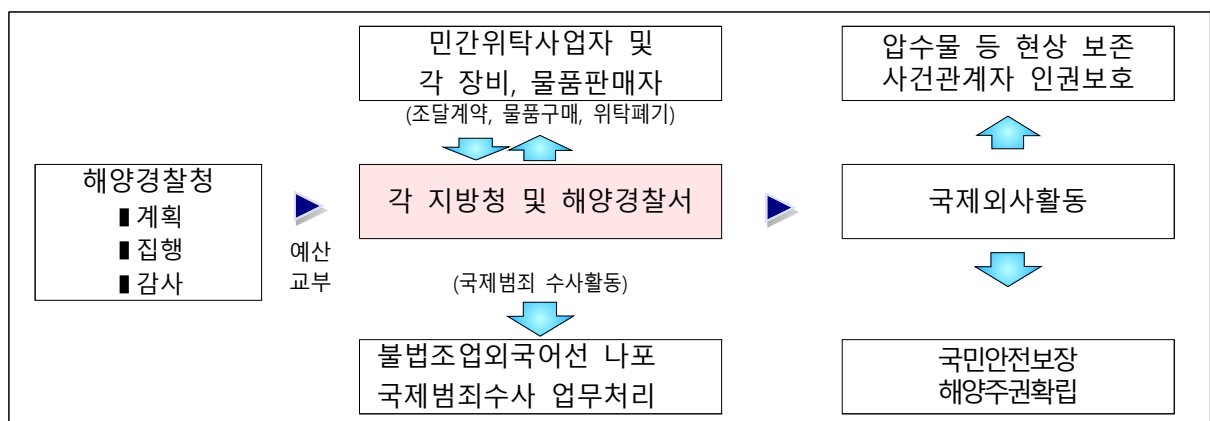 민간위탁사업자 및
각 장비, 물품판매자
(조달계약, 물품구매, 위탁폐기)
압수물 등 현상 보존
사건관계자 인권보호
해양경찰청
▮계획
▮집행
▮감사
예산
교부
각 지방청 및 해양경찰서
국제외사활동
(국제범죄 수사활동)
불법조업외국어선 나포
국제범죄수사 업무처리
국민안전보장
해양주권확립